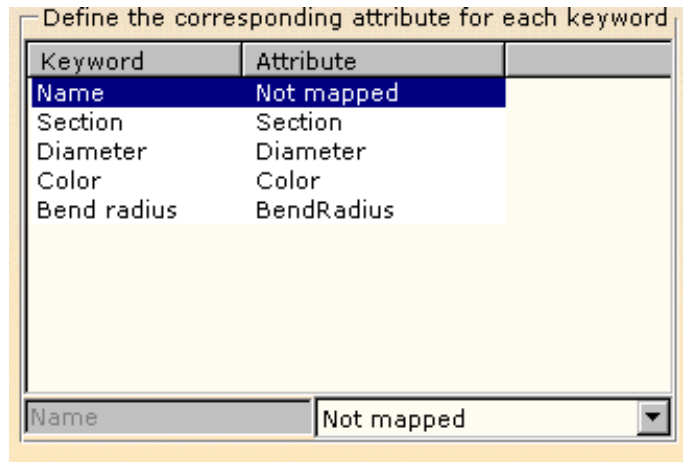 Define the corresponding attribute for each keyword
Keyword Attribute
Name Not mapped
Section Section
Diameter Diameter
Color Color
Bend radius BendRadius
Name Not mapped